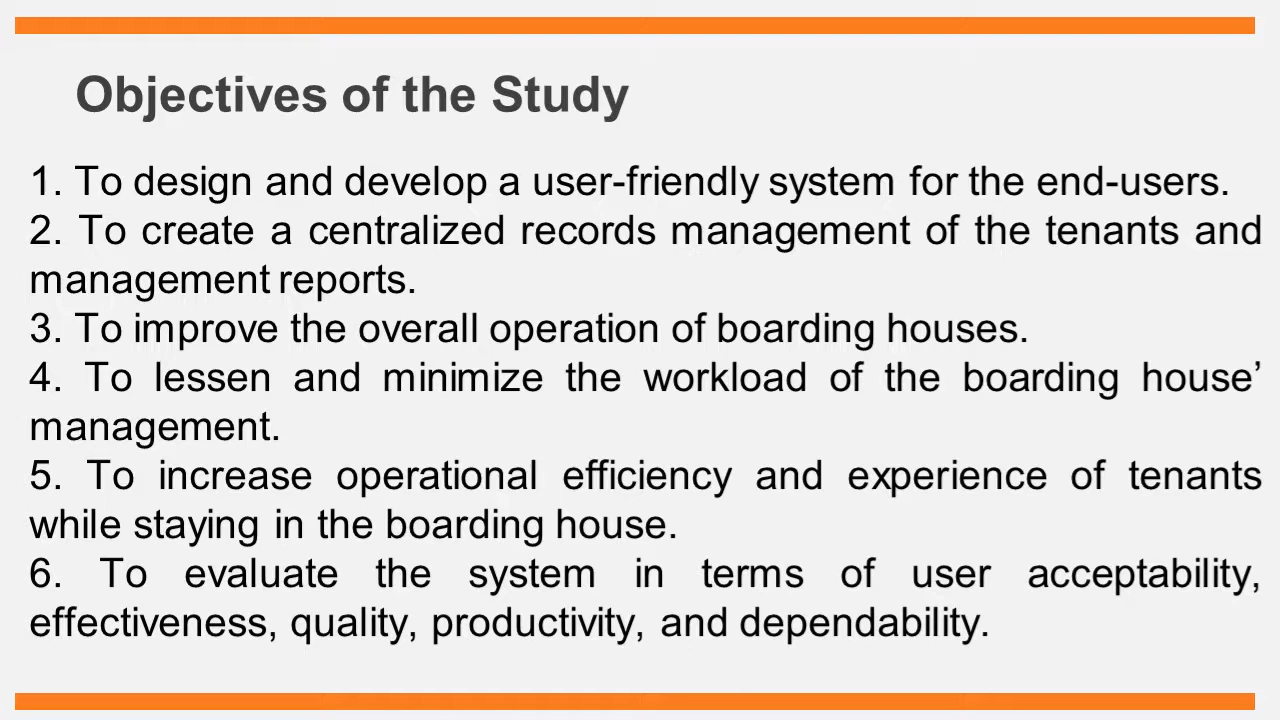 Objectives of the Study
1. To design and develop a user-friendly system for the end-users.
2. To create a centralized records management of the tenants and
management reports.
3. To improve the overall operation of boarding houses.
4. To lessen and minimize the workload of the boarding house’
management.
5. To increase operational efficiency and experience of tenants
while staying in the boarding house.
6. To evaluate the system in terms of user acceptability,
effectiveness, quality, productivity, and dependability.